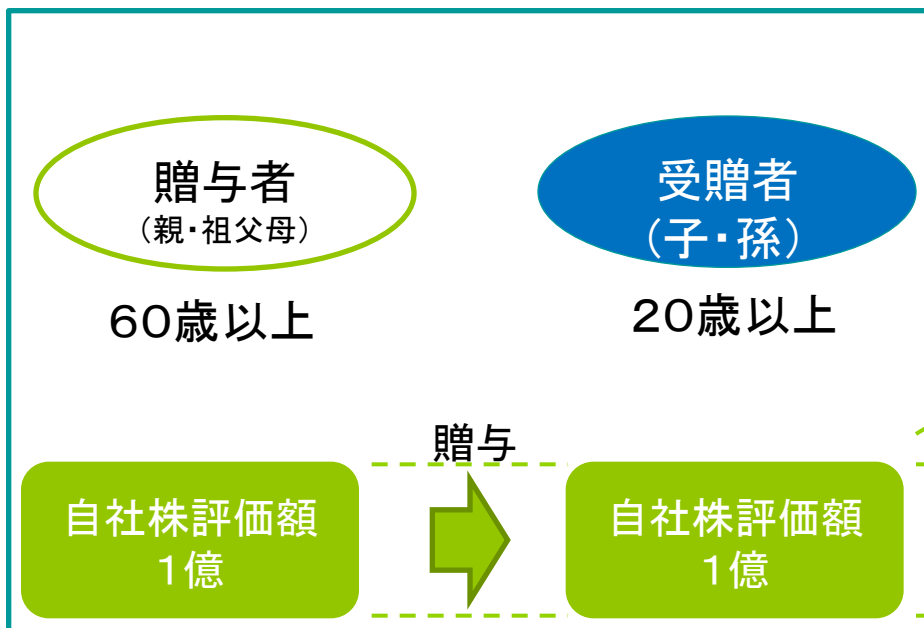 贈与者
（親・祖父母）
受贈者
（子・孫）
６０歳以上
２０歳以上
贈与
自社株評価額
１億
自社株評価額
１億